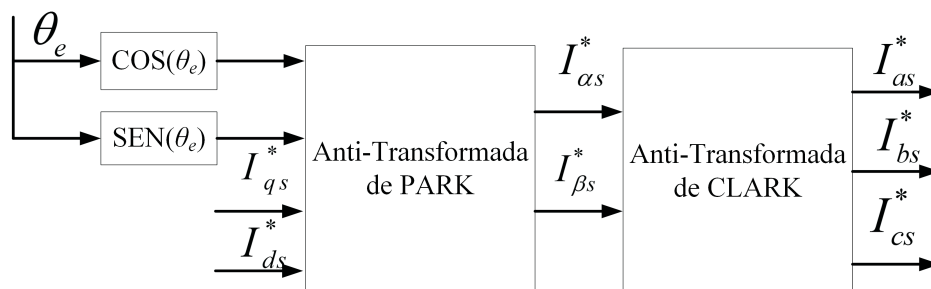 θe
COS(θe)
SEN(θe)
I*qs
I*ds
Anti-Transformada
de PARK
I*αs
I*βs
Anti-Transformada
de CLARK
I*as
I*bs
I*cs